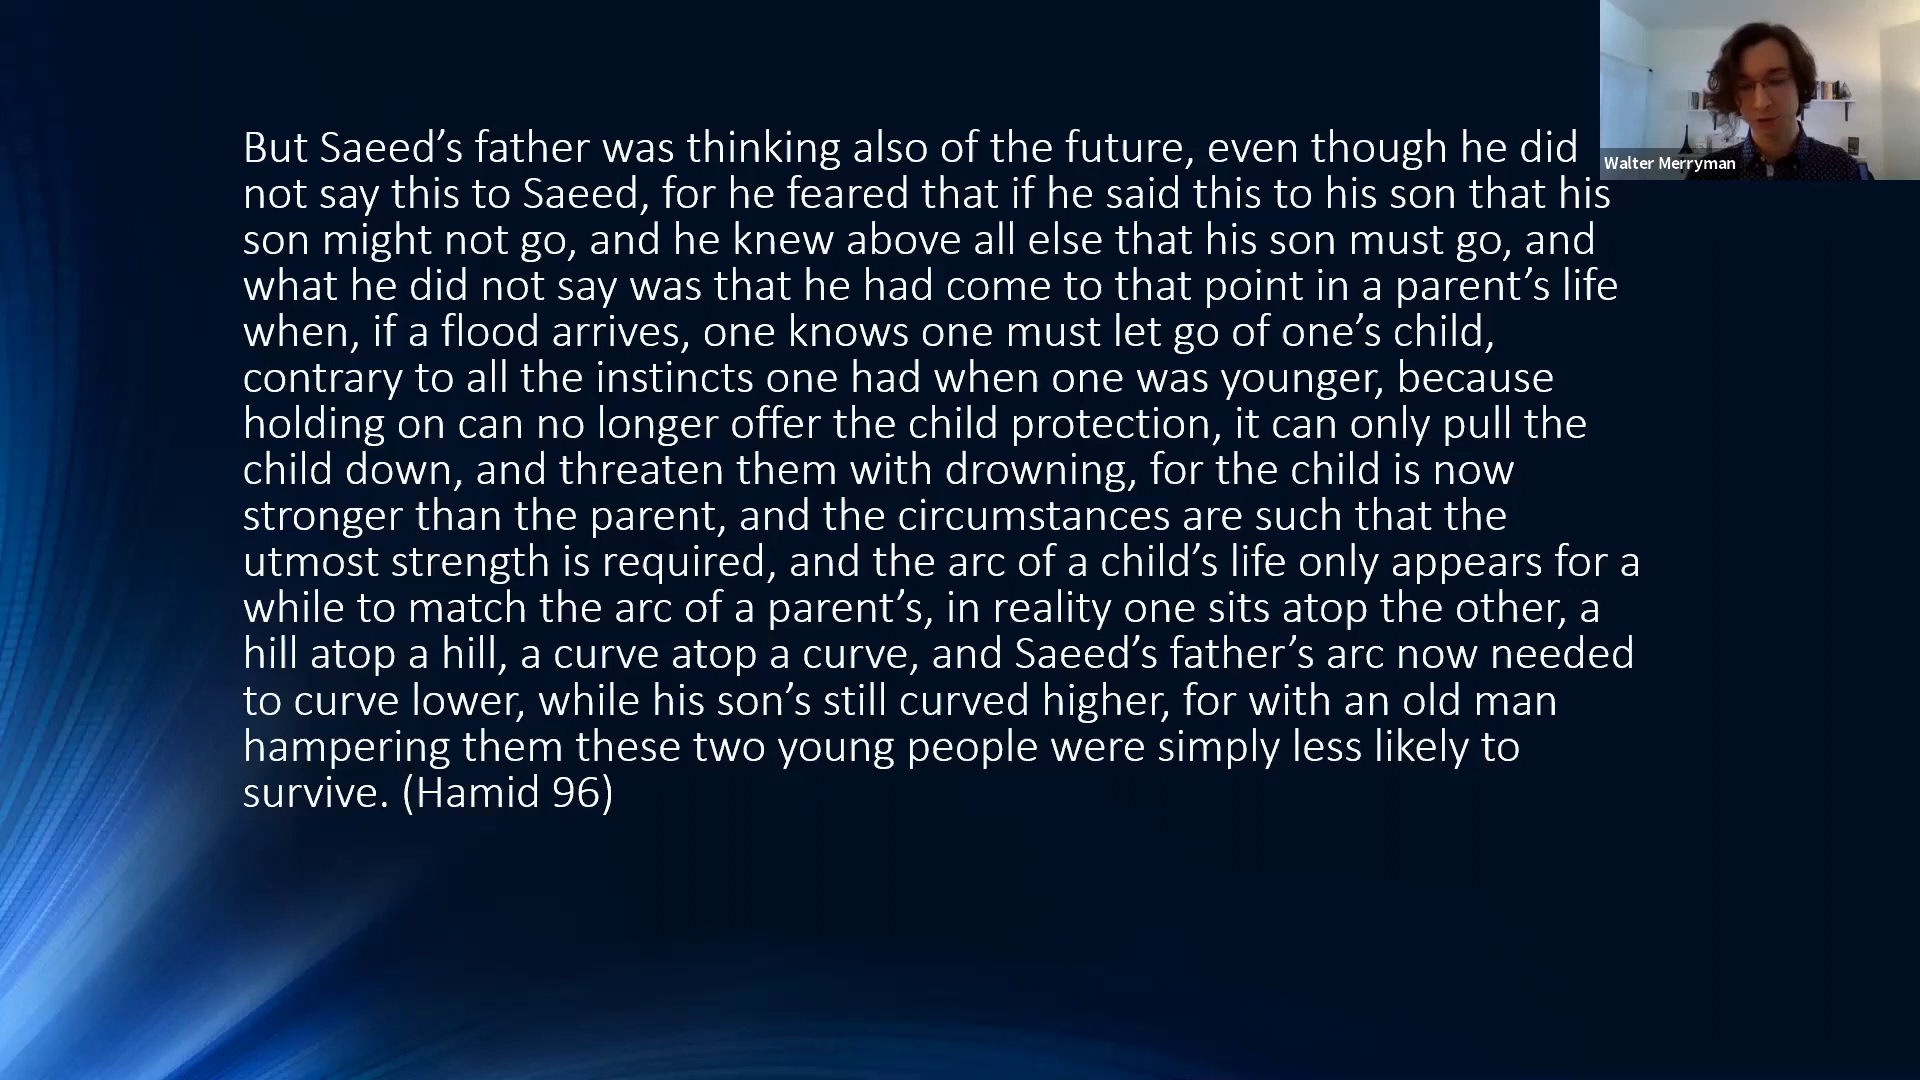 But Saeed’s father was thinking also of the future, even though he did
not say this to Saeed, for he feared that if he said this to his son that his
son might not go, and he knew above all else that his son must go, and
what he did not say was that he had come to that point in a parent’s life
when, if a flood arrives, one knows one must let go of one’s child,
contrary to all the instincts one had when one was younger, because
holding on can no longer offer the child protection, it can only pull the
child down, and threaten them with drowning, for the child is now
stronger than the parent, and the circumstances are such that the
utmost strength is required, and the arc of a child’s life only appears for a
while to match the arc of a parent’s, in reality one sits atop the other, a
hill atop a hill, a curve atop a curve, and Saeed’s father’s arc now needed
to curve lower, while his son’s still curved higher, for with an old man
hampering them these two young people were simply less likely to
survive. (Hamid 96)
Walter Merryman